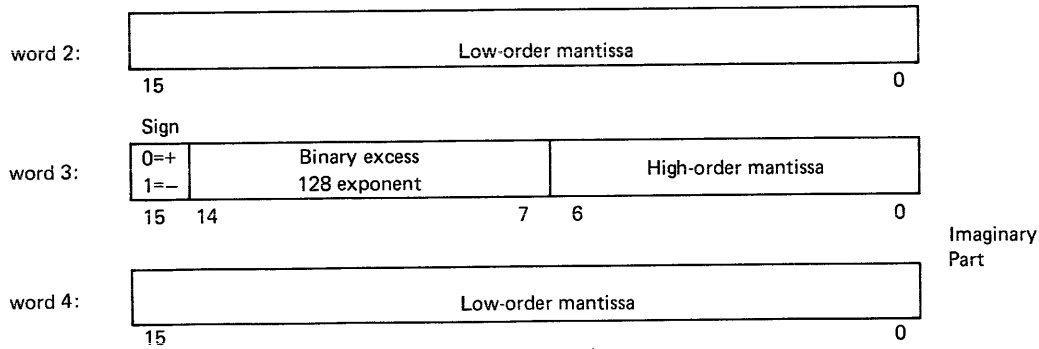 word 2:
Low-order mantissa
15 0
Sign
word 3:
0=+
1=–
Binary excess
128 exponent
High-order mantissa
15 14 7 6 0
Imaginary
Part
word 4:
Low-order mantissa
15 0